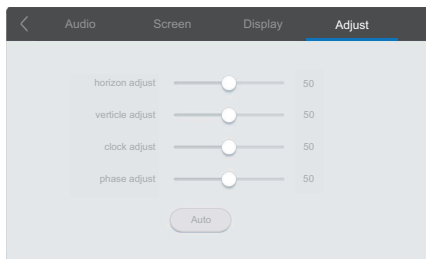 Audio Screen Display Adjust
horizon adjust 50
verticle adjust 50
clock adjust 50
phase adjust 50
Auto